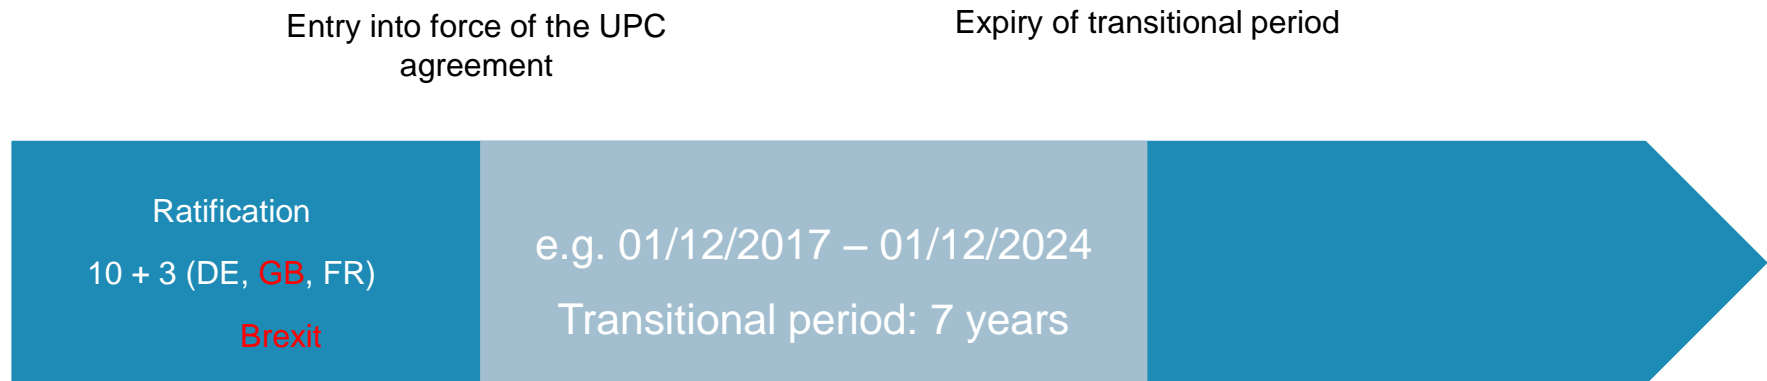 Entry into force of the UPC
agreement
Expiry of transitional period
Ratification
10 + 3 (DE, GB, FR)
Brexit
e.g. 01/12/2017 – 01/12/2024
Transitional period: 7 years